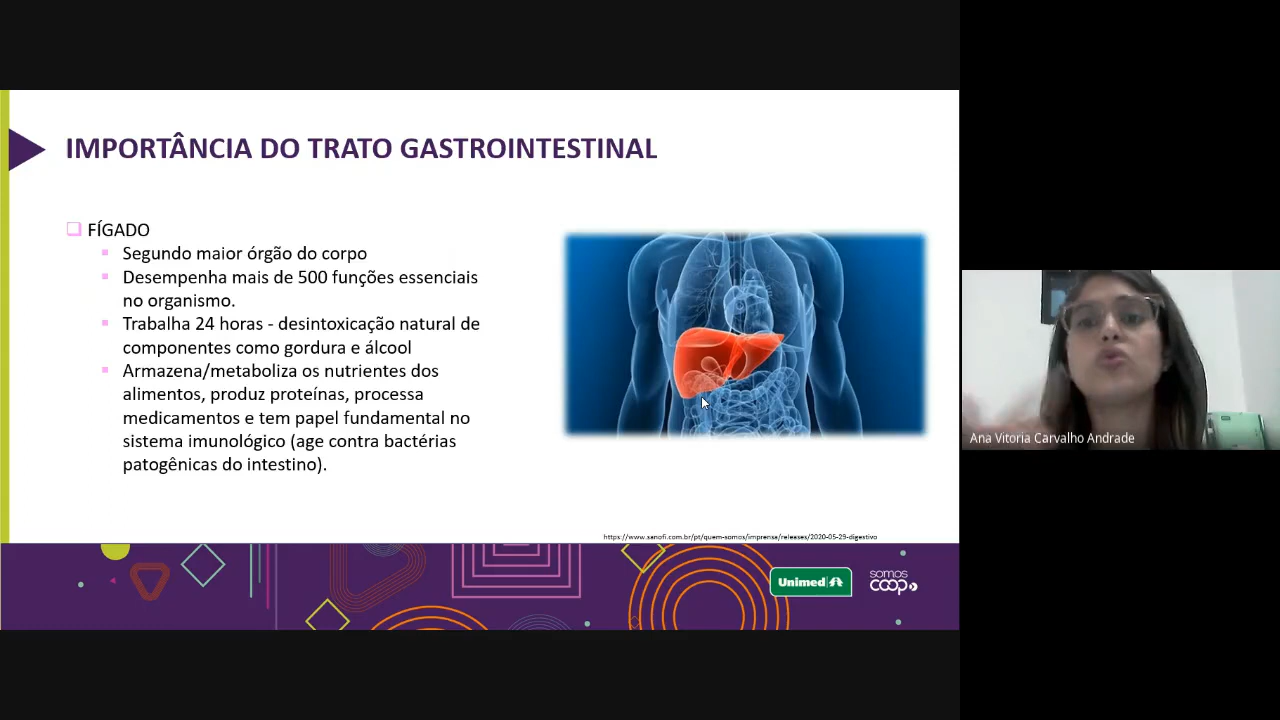 IMPORTÂNCIA DO TRATO GASTROINTESTINAL
FÍGADO
Segundo maior órgão do corpo
Desempenha mais de 500 funções essenciais
no organismo.
Trabalha 24 horas - desintoxicação natural de
componentes como gordura e álcool
Armazena/metaboliza os nutrientes dos
alimentos, produz proteínas, processa
medicamentos e tem papel fundamental no
sistema imunológico (age contra bactérias
patogênicas do intestino).
https://www.sanofi.com.br/pt/quem-somos/imprensa/releases/2020-05-29-digestivo
Unimed
somos
coop
Ana Vitoria Carvalho Andrade